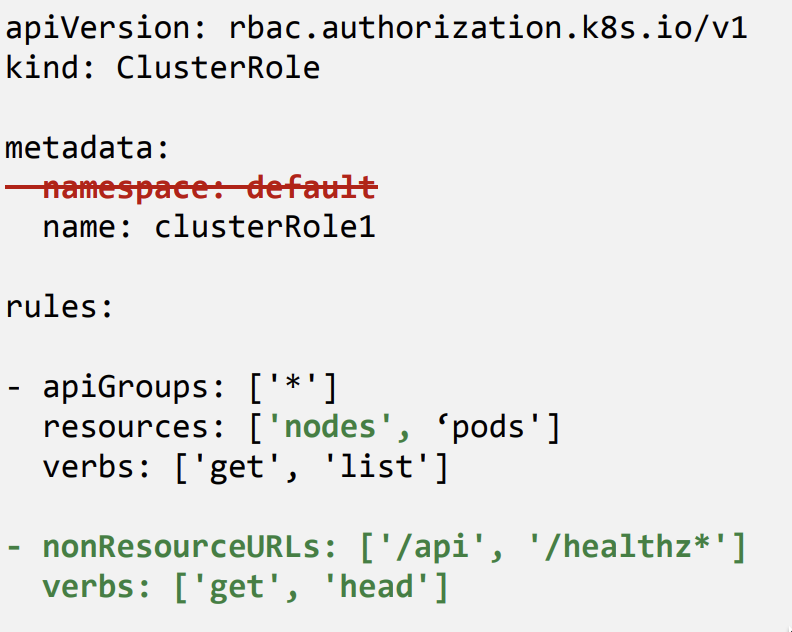 apiVersion: rbac.authorization.k8s.io/v1
kind: ClusterRole
metadata:
namespace: default
name: clusterRole1
rules:
- apiGroups: ['*']
resources: ['nodes', ‘pods']
verbs: ['get', 'list']
- nonResourceURLs: ['/api', '/healthz*']
verbs: ['get', 'head']